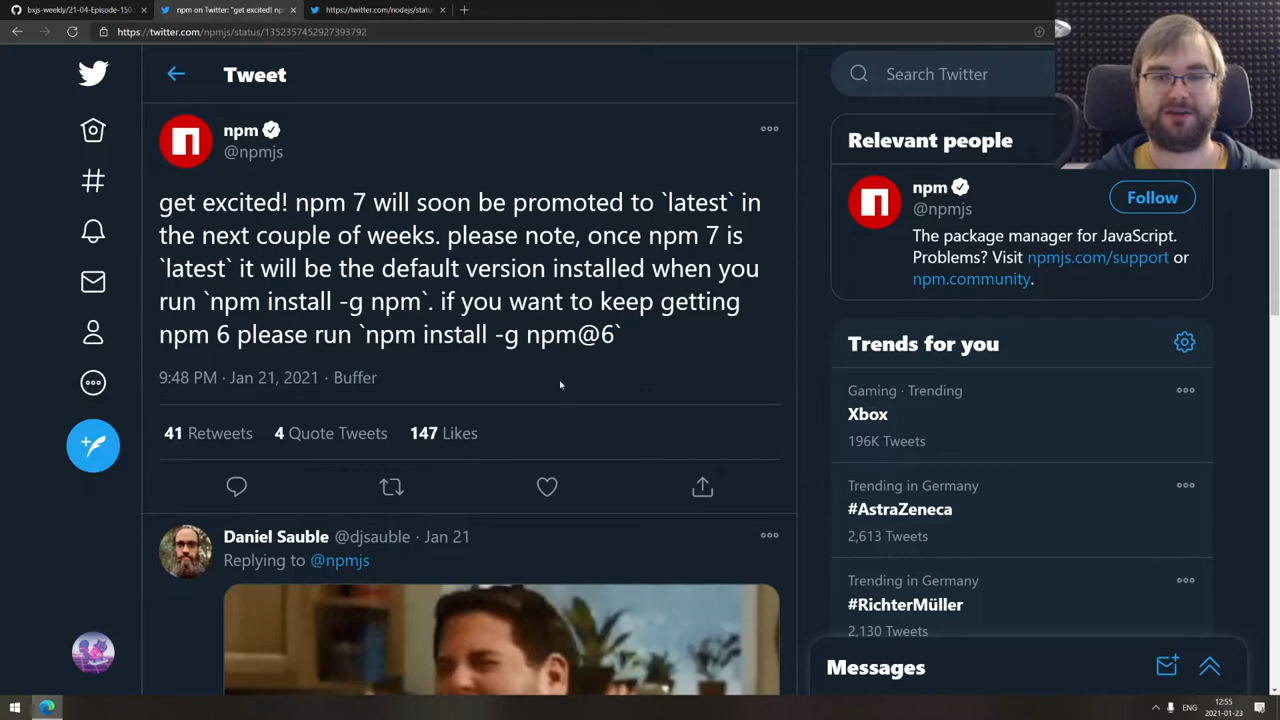 bxjs-weekly/21-04-Episode-150.
npm on Twitter: "get excited! np
https://twitter.com/nodejs/statu
https://twitter.com/npmjs/status/1352357452927393792
Tweet
Search Twitter
npm
@npmjs
get excited! npm 7 will soon be promoted to `latest` in
the next couple of weeks. please note, once npm 7 is
`latest` it will be the default version installed when you
run `npm install -g npm`. if you want to keep getting
npm 6 please run `npm install -g npm@6`
9:48 PM · Jan 21, 2021 · Buffer
41 Retweets 4 Quote Tweets 147 Likes
Daniel Sauble @djsauble · Jan 21
Replying to @npmjs
Relevant people
npm
@npmjs
Follow
The package manager for JavaScript.
Problems? Visit npmjs.com/support or
npm.community.
Trends for you
Gaming · Trending
Xbox
196K Tweets
Trending in Germany
#AstraZeneca
2,613 Tweets
Trending in Germany
#RichterMüller
2,130 Tweets
Messages
ENG
12:55
2021-01-23